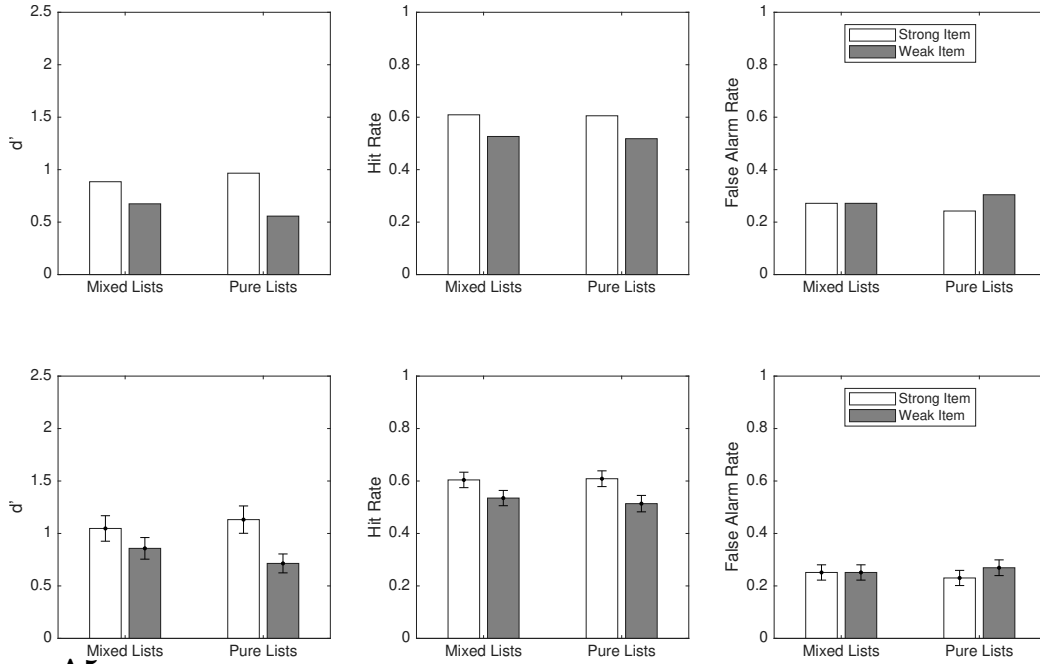 2.5
2
1.5
1
0.5
0
d'
Mixed Lists
Pure Lists
1
0.8
0.6
0.4
0.2
0
Hit Rate
Mixed Lists
Pure Lists
1
0.8
0.6
0.4
0.2
0
False Alarm Rate
Strong Item
Weak Item
Mixed Lists
Pure Lists
2.5
2
1.5
1
0.5
0
d'
Mixed Lists
Pure Lists
1
0.8
0.6
0.4
0.2
0
Hit Rate
Mixed Lists
Pure Lists
1
0.8
0.6
0.4
0.2
0
False Alarm Rate
Strong Item
Weak Item
Mixed Lists
Pure Lists